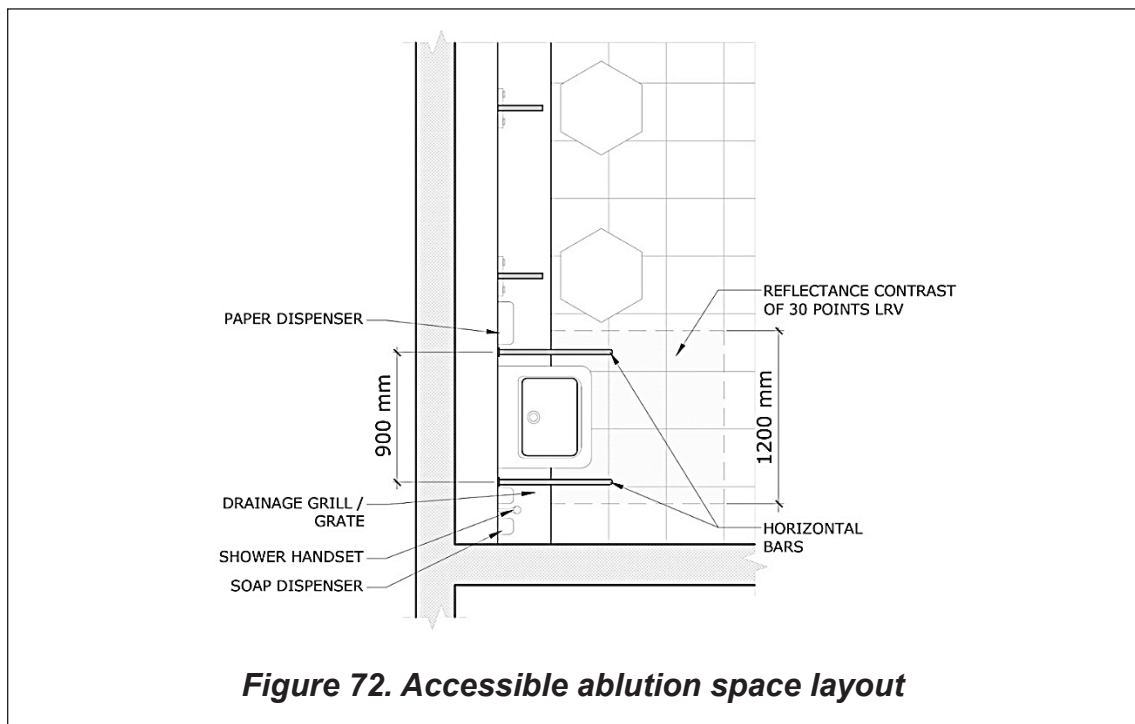 REFLECTANCE CONTRAST
OF 30 POINTS LRV
PAPER DISPENSER
900 mm
1200 mm
DRAINAGE GRILL /
GRATE
HORIZONTAL
BARS
SHOWER HANDSET
SOAP DISPENSER
Figure 72. Accessible ablution space layout